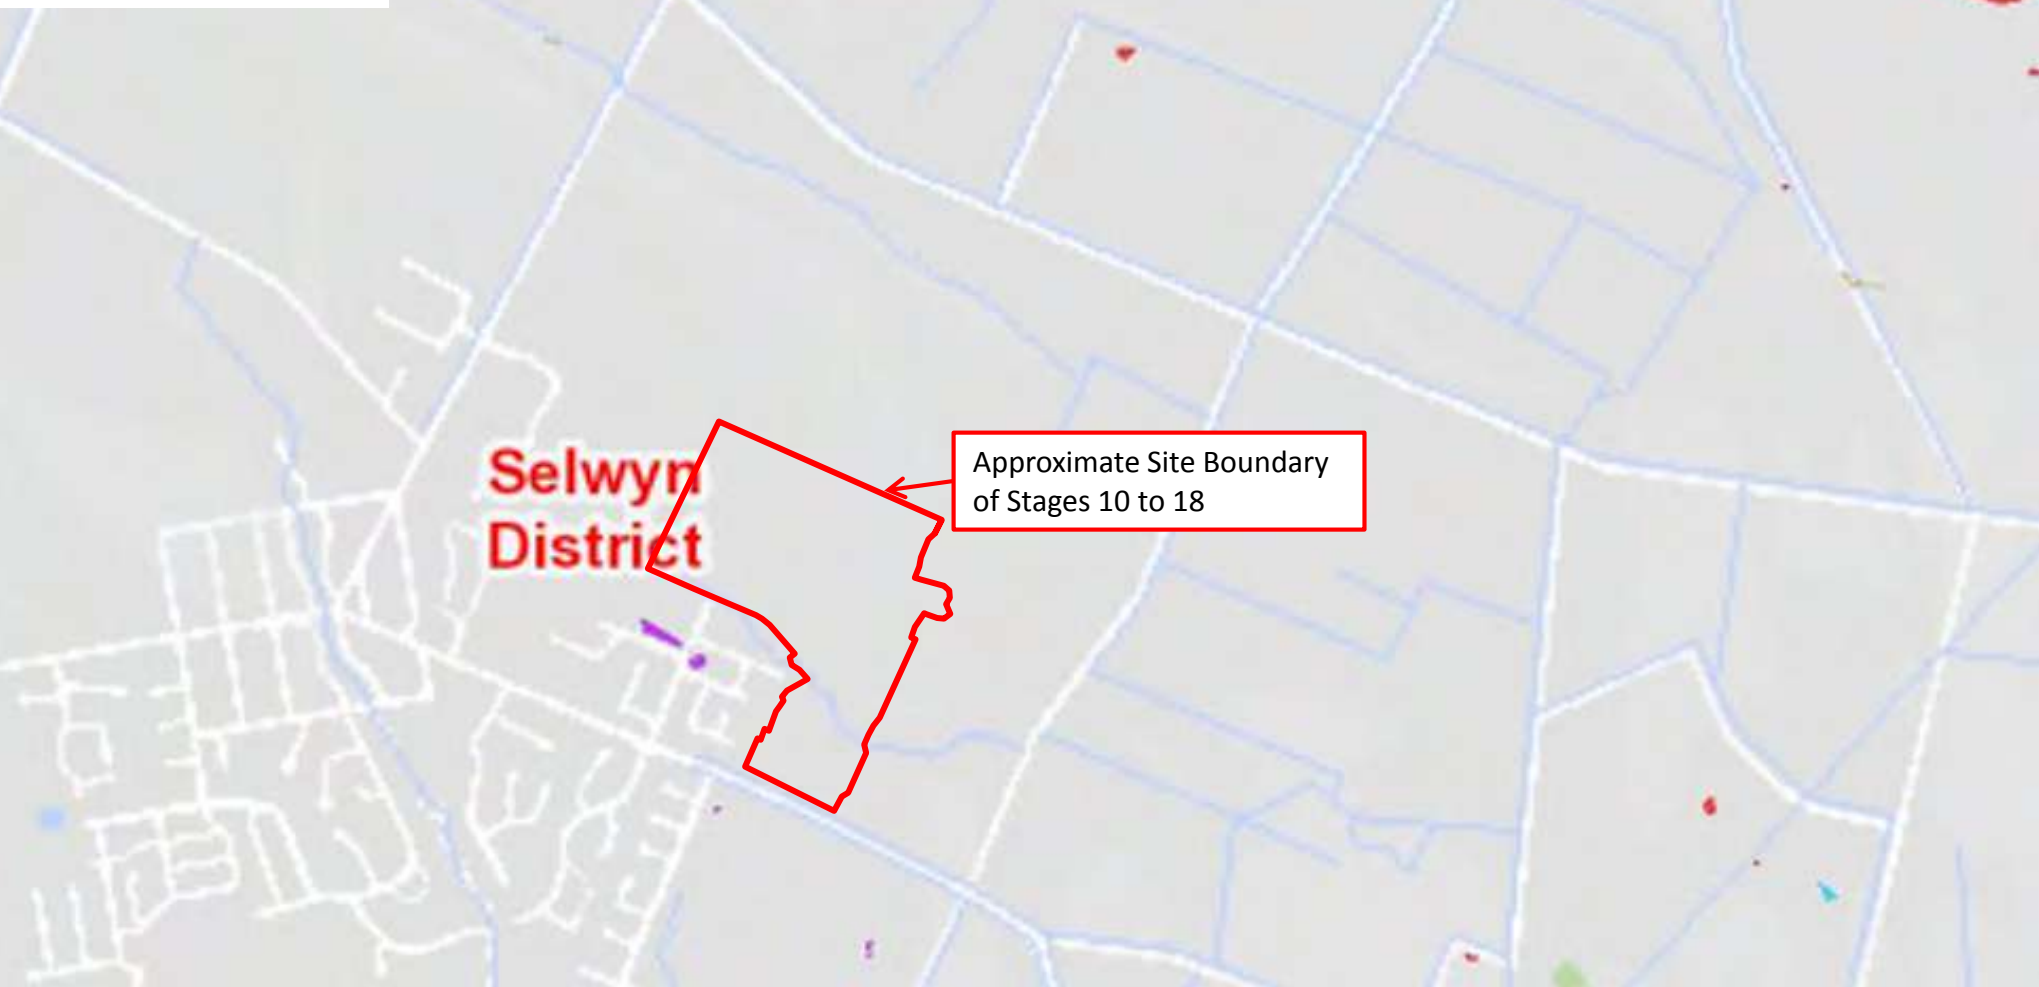 Selwyn
District
Approximate Site Boundary
of Stages 10 to 18